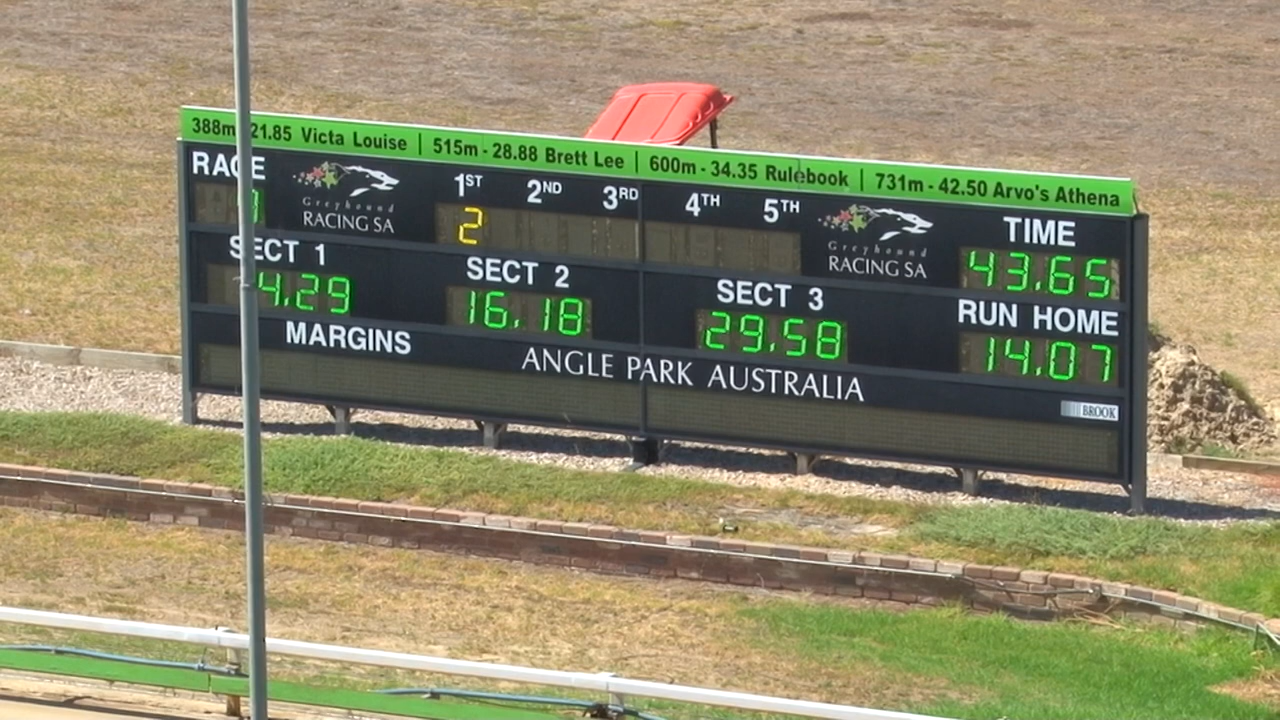 388m 21.85 Victa Louise | 515m - 28.88 Brett Lee | 600m - 34.35 Rulebook | 731m - 42.50 Arvo's Athena
RACE
Greyhound
RACING SA
1ST 2ND 3RD 4TH 5TH
2
Greyhound
RACING SA
TIME
43.65
SECT 1
4.29
SECT 2
16.18
SECT 3
29.58
RUN HOME
14.07
MARGINS
ANGLE PARK AUSTRALIA
BROOK